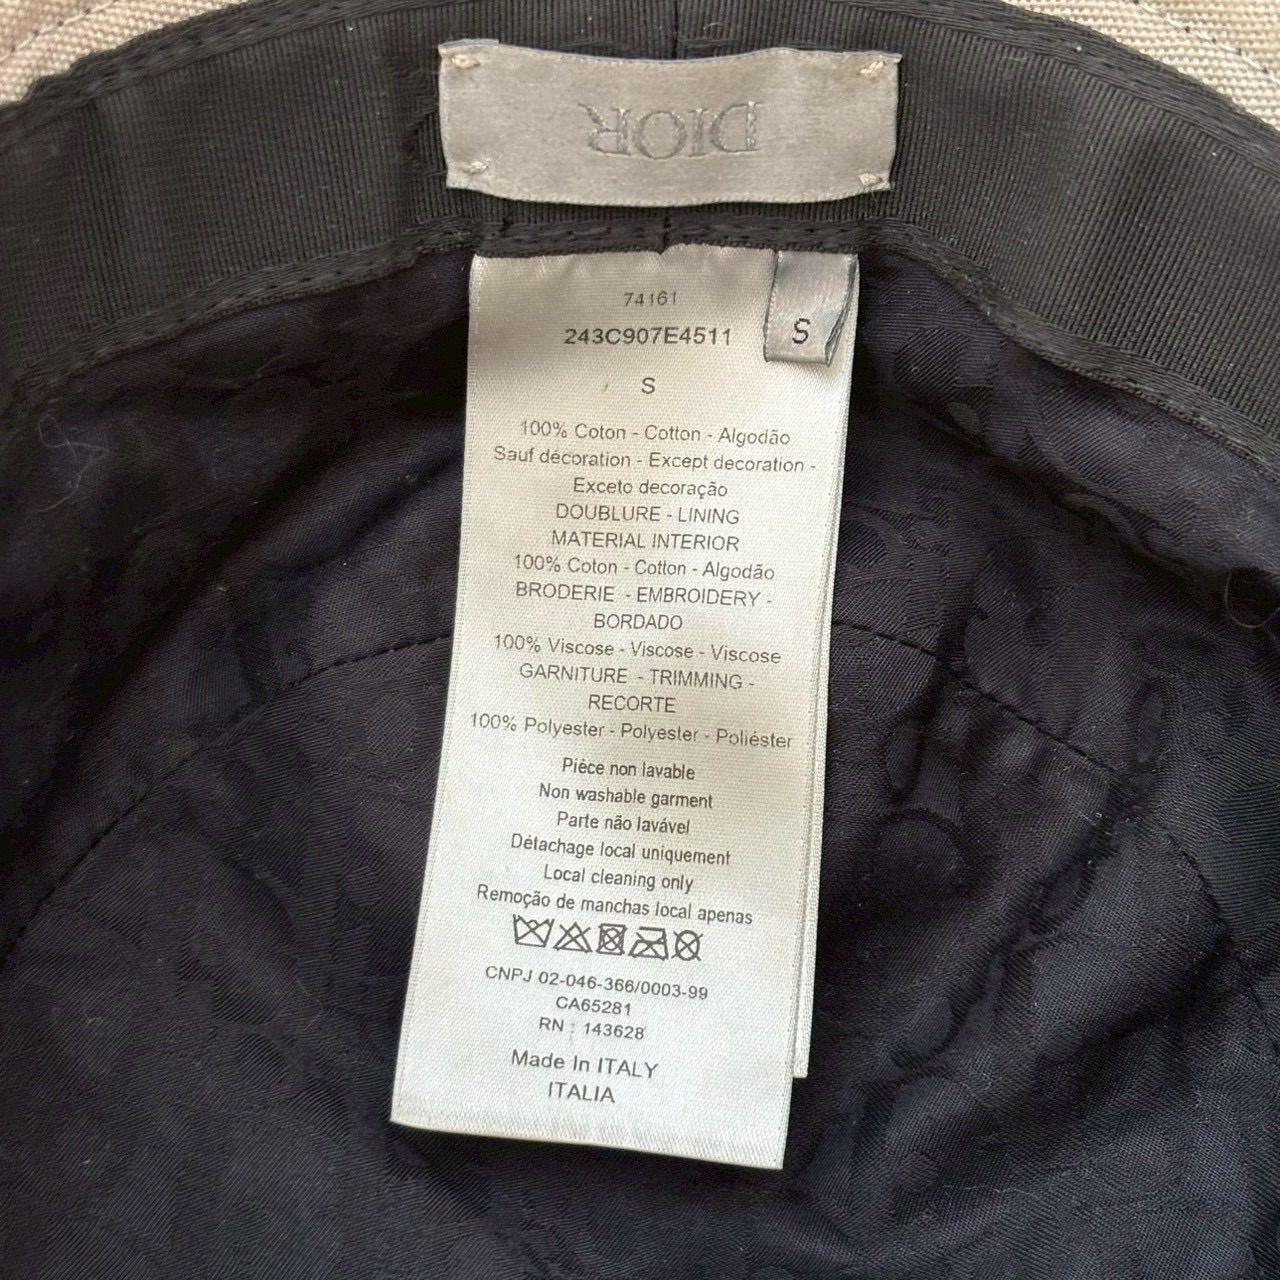 DIOR
74161
243C907E4511
S
S
100% Coton - Cotton - Algodão
Sauf décoration - Except decoration -
Exceto decoração
DOUBLURE - LINING
MATERIAL INTERIOR
100% Coton - Cotton - Algodão
BRODERIE - EMBROIDERY -
BORDADO
100% Viscose - Viscose - Viscose
GARNITURE - TRIMMING -
RECORTE
100% Polyester - Polyester - Poliéster
Pièce non lavable
Non washable garment
Parte não lavável
Détachage local uniquement
Local cleaning only
Remoção de manchas local apenas
CNPJ 02-046-366/0003-99
CA65281
RN : 143628
Made In ITALY
ITALIA